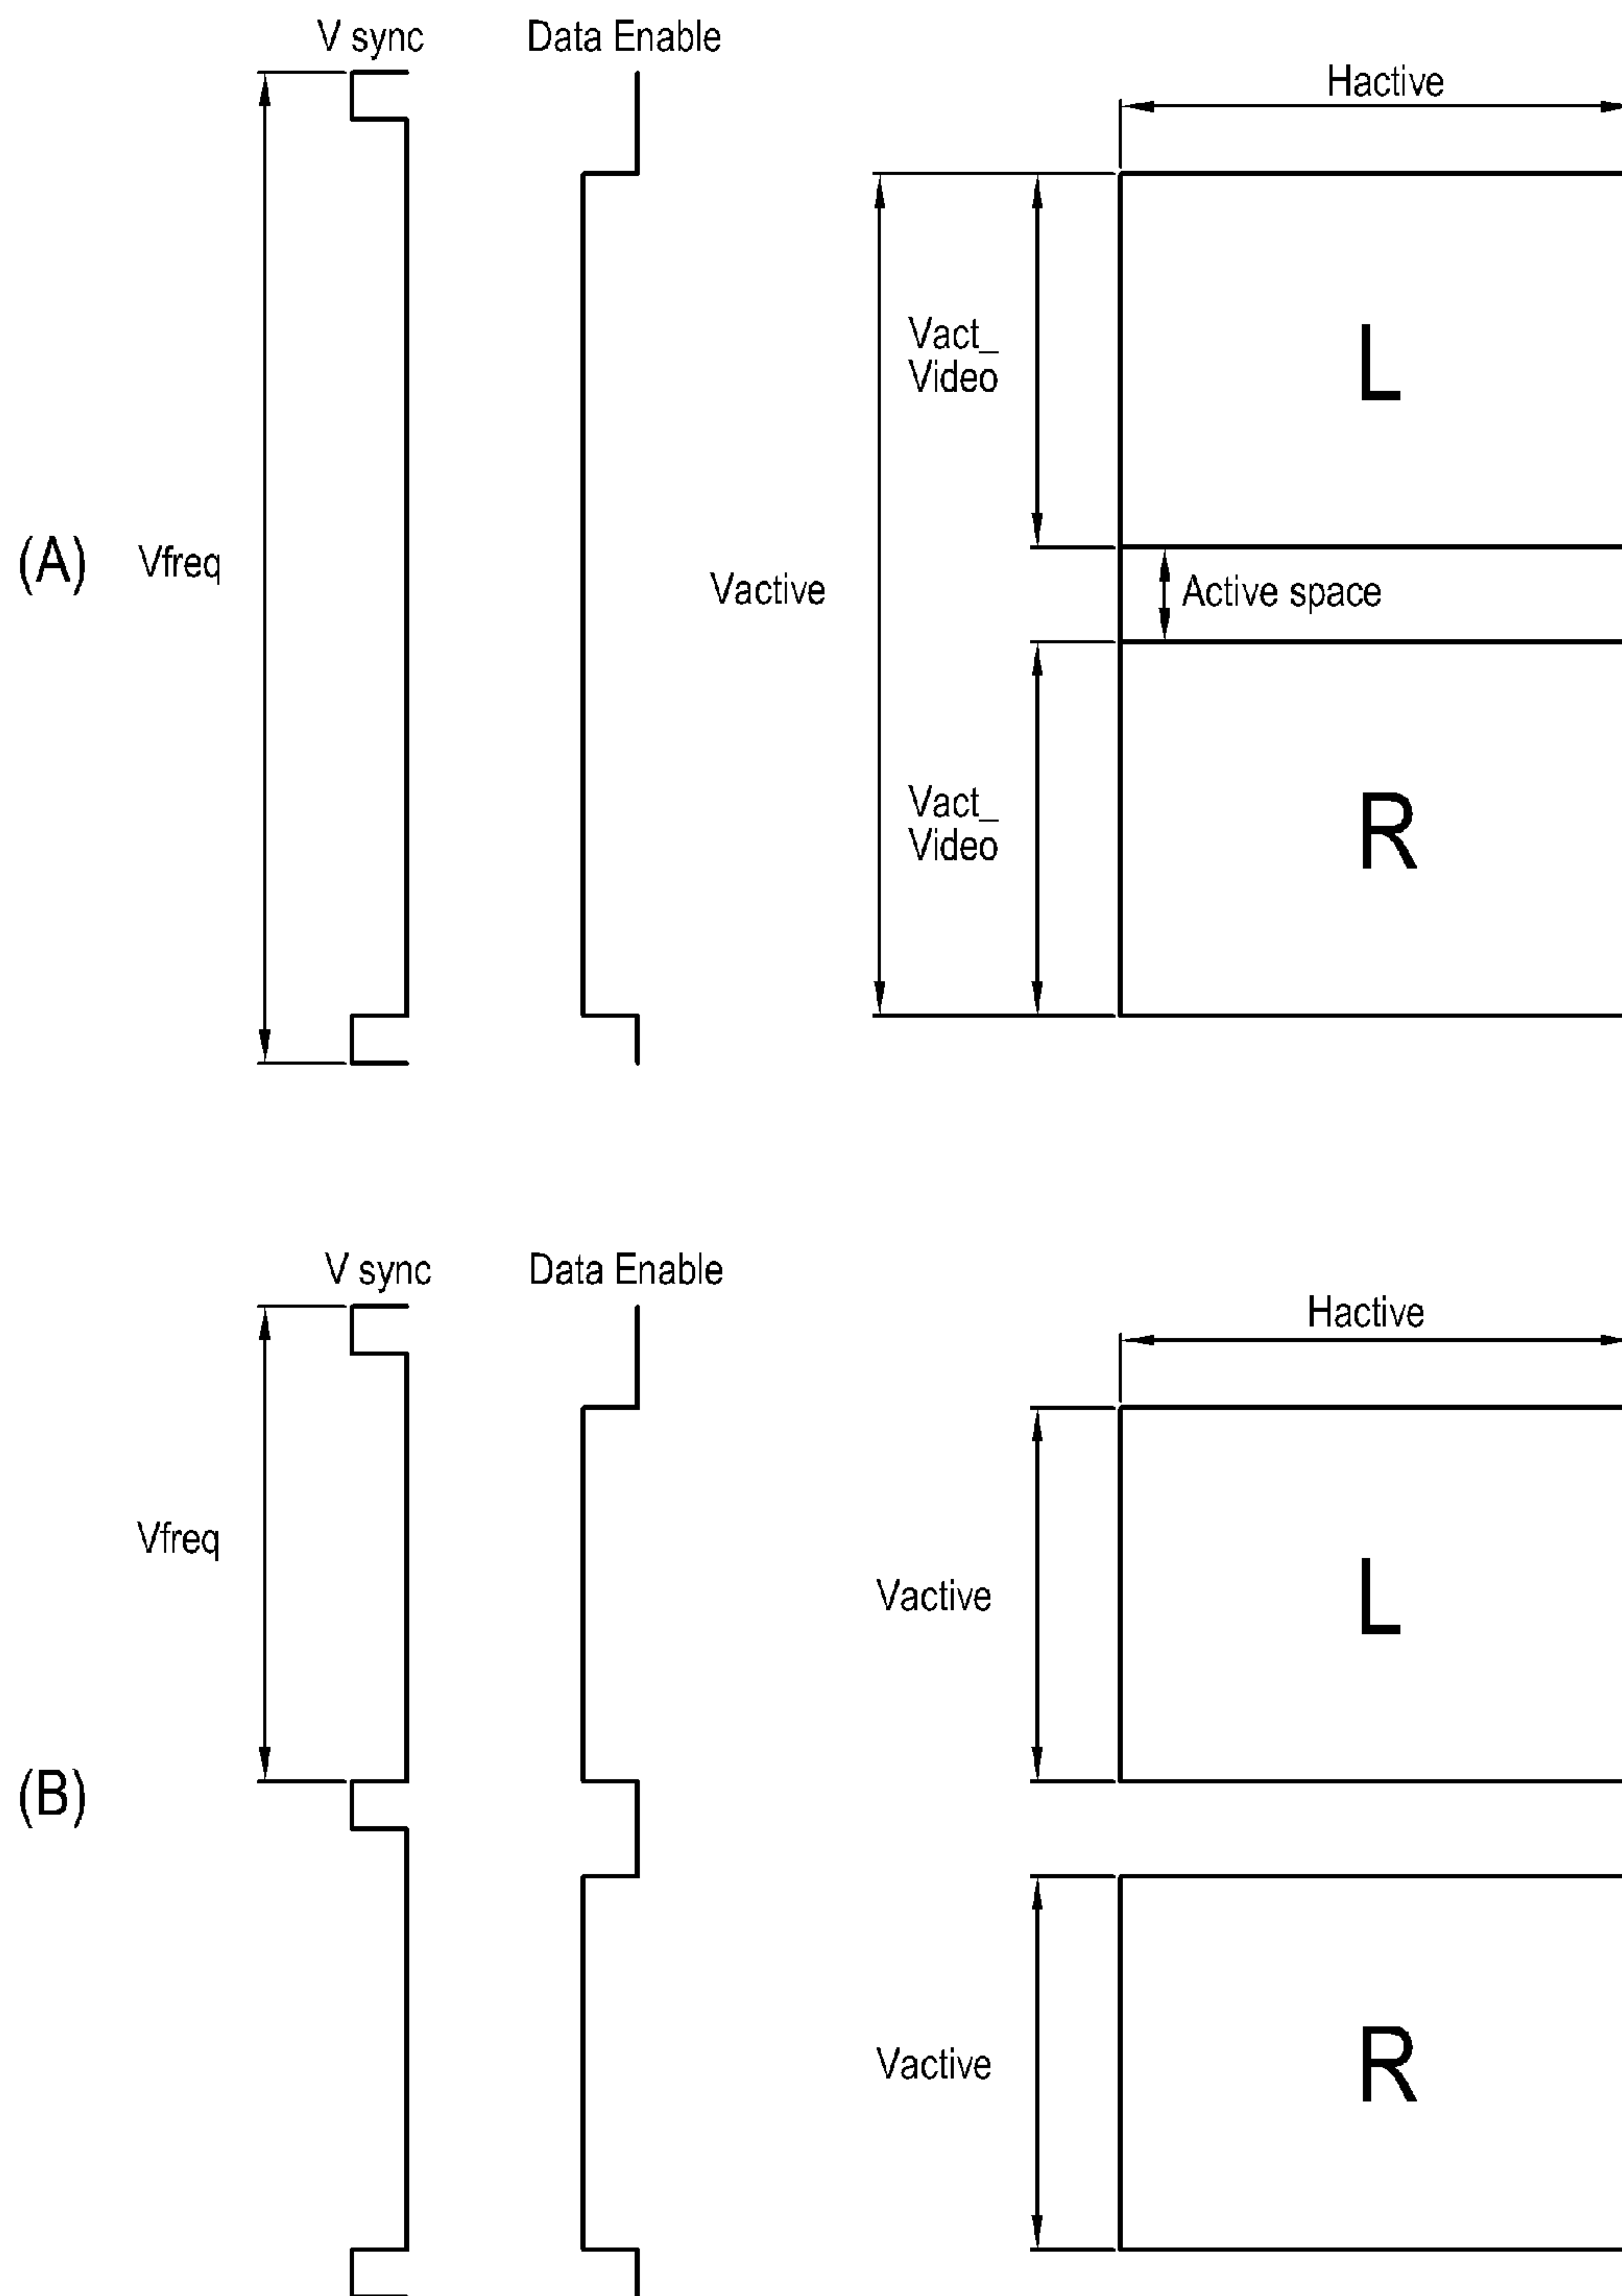 V sync
Data Enable
Hactive
Vact_
Video
L
(A)
Vfreq
Vactive
Active space
Vact_
Video
R
V sync
Data Enable
Hactive
Vfreq
Vactive
L
(B)
Vactive
R